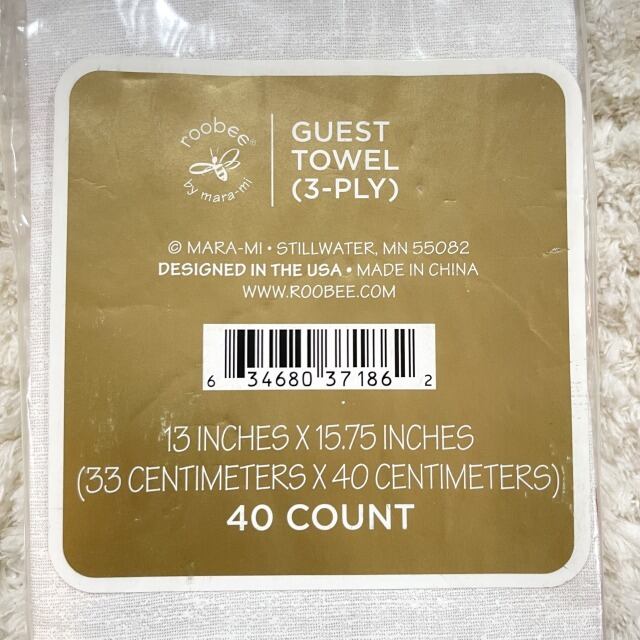 roobee®
by mara-mi
GUEST
TOWEL
(3-PLY)
© MARA-MI • STILLWATER, MN 55082
DESIGNED IN THE USA • MADE IN CHINA
WWW.ROOBEE.COM
6 34680 37186 2
13 INCHES X 15.75 INCHES
(33 CENTIMETERS X 40 CENTIMETERS)
40 COUNT